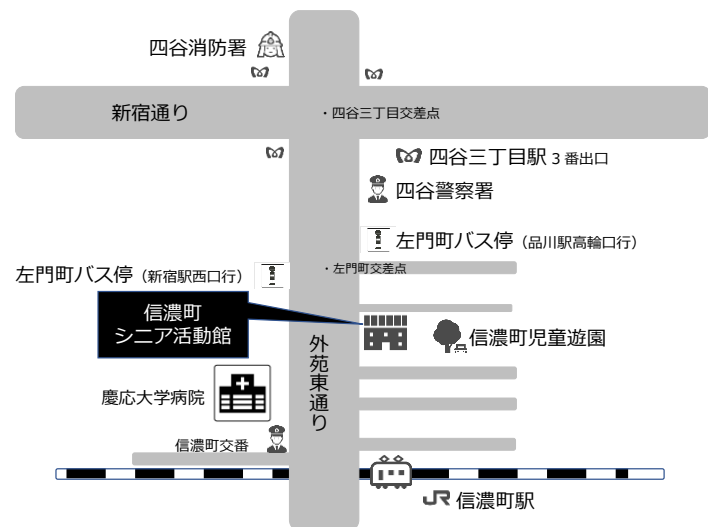 四谷消防署
新宿通り
・四谷三丁目交差点
四谷三丁目駅 3 番出口
四谷警察署
左門町バス停 (品川駅高輪口行)
左門町バス停 (新宿駅西口行)
・左門町交差点
信濃町
シニア活動館
信濃町児童遊園
外苑東通り
慶応大学病院
信濃町交番
JR 信濃町駅